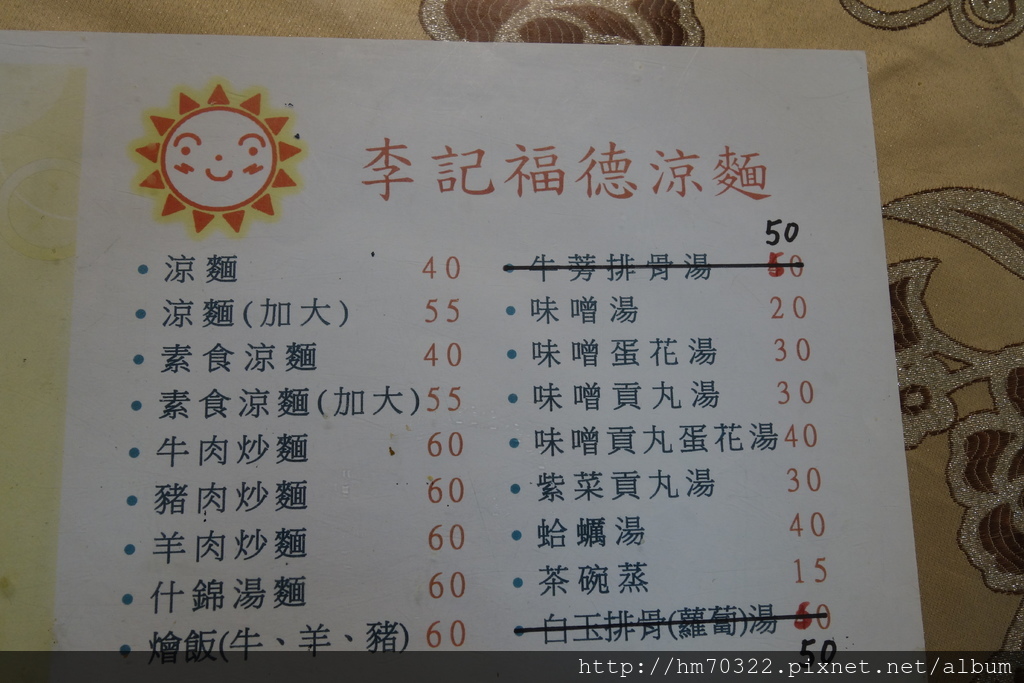 李記福德涼麵
涼麵 40
涼麵(加大) 55
素食涼麵 40
素食涼麵(加大)55
牛肉炒麵 60
豬肉炒麵 60
羊肉炒麵 60
什錦湯麵 60
燴飯(牛、羊、豬) 60
50
牛蒡排骨湯 60
味噌湯 20
味噌蛋花湯 30
味噌貢丸湯 30
味噌貢丸蛋花湯 40
紫菜貢丸湯 30
蛤蠣湯 40
茶碗蒸 15
白玉排骨(蘿蔔)湯 60
50
http://hm70322.pixnet.net/album